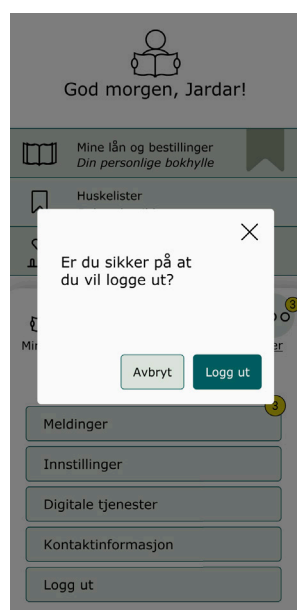 God morgen, Jardar!
Mine lån og bestillinger
Din personlige bokhylle
Huskelister
Er du sikker på at
du vil logge ut?
3
Avbryt
Logg ut
3
Meldinger
Innstillinger
Digitale tjenester
Kontaktinformasjon
Logg ut